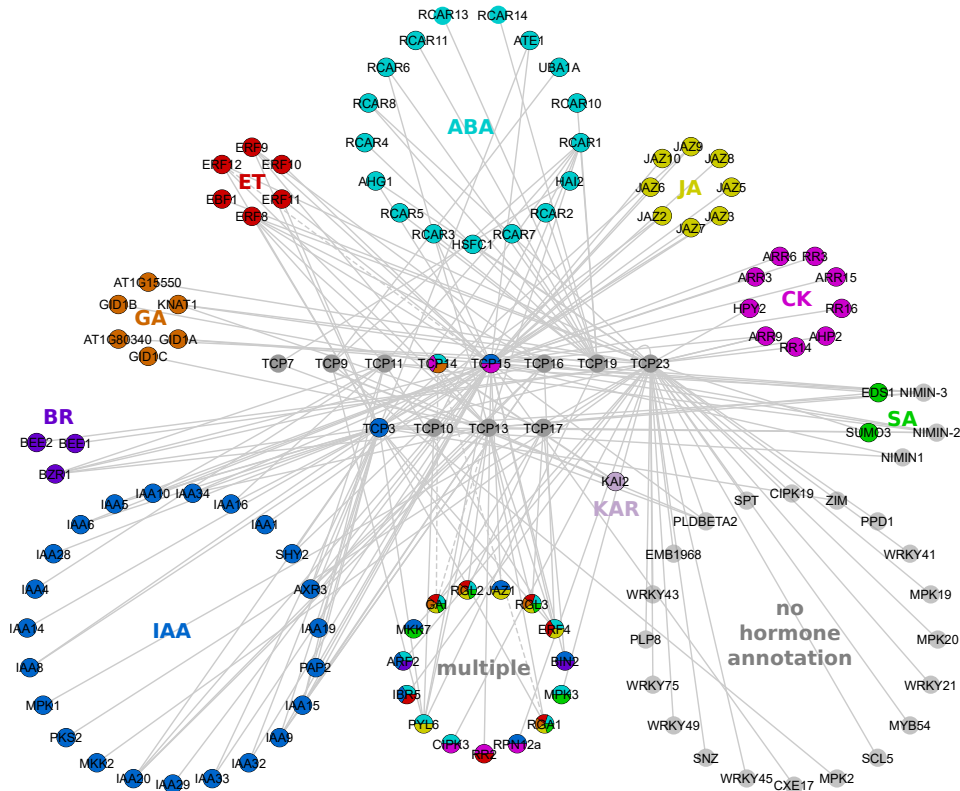 RCAR13 RCAR14
RCAR11 ATE1
RCAR6 UBA1A
RCAR8 RCAR10
ABA
RCAR4 RCAR1
ERF9 JAZ9
ERF12 ERF10 JAZ10 JAZ8
ET AHG1 HAI2 JAZ6 JA JAZ5
EBF1 ERF11
ERF8 RCAR5 RCAR2 JAZ2 JAZ3
RCAR3 HSFC1 RCAR7 JAZ7
ARR6 RR3
AT1G15550 ARR3 ARR15
GID1B KNAT1 HPY2 CK RR16
GA
AT1G80340 GID1A ARR9 AHP2
GID1C RR14
TCP7 TCP9 TCP11 TCP14 TCP15 TCP16 TCP19 TCP23
EDS1 NIMIN-3
BR SA
TCP3 TCP10 TCP13 TCP17 SUMO3 NIMIN-2
BEE2 BEE1
NIMIN1
BZR1 KAI2
IAA10 IAA34 CIPK19
IAA5 IAA16 KAR SPT ZIM
IAA6 IAA1 PLDBETA2 PPD1
IAA28 SHY2 EMB1968 WRKY41
IAA4 AXR3 GAI RGL2 JAZ1 RGL3 WRKY43 MPK19
no
IAA14 IAA IAA19 MKK7 ERF4 PLP8 hormone MPK20
annotation
IAA8 PAP2 ARF2 multiple BIN2
WRKY75 WRKY21
MPK1 IAA15 IBR5 MPK3
PKS2 IAA9 PYL6 RGA1 WRKY49 MYB54
CIPK3 RR2 RPN12a
MKK2 IAA32 SNZ SCL5
IAA20 IAA29 IAA33 WRKY45 CXE17 MPK2